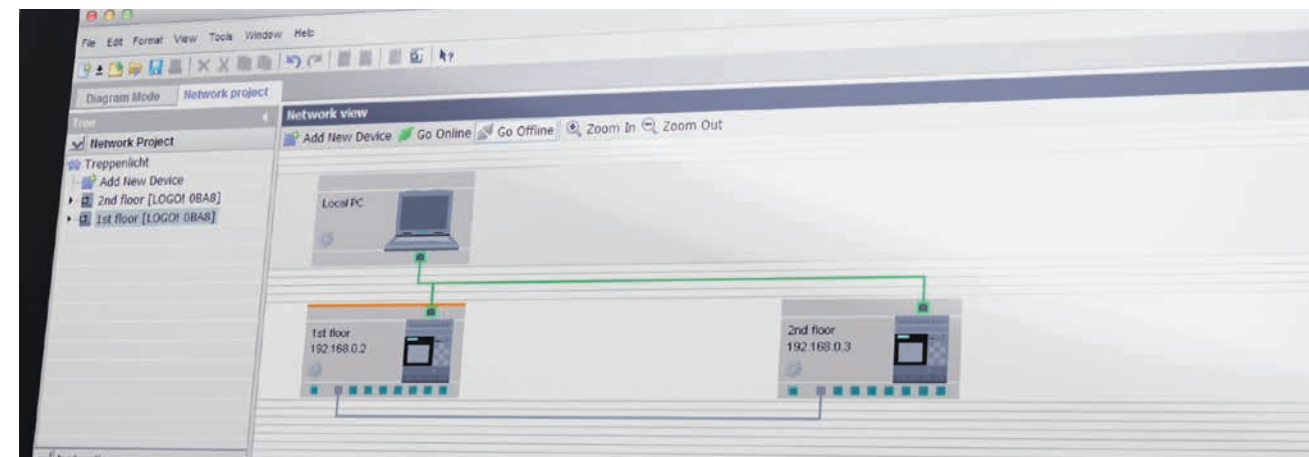 File Edit Format View Tools Window Help
Diagram Mode Network project
Tree
Network view
Network Project
Add New Device Go Online Go Offline Zoom In Zoom Out
Treppenlicht
Add New Device
2nd floor [LOGO! 0BA8]
1st floor [LOGO! 0BA8]
Local PC
1st floor
192.168.0.2
2nd floor
192.168.0.3